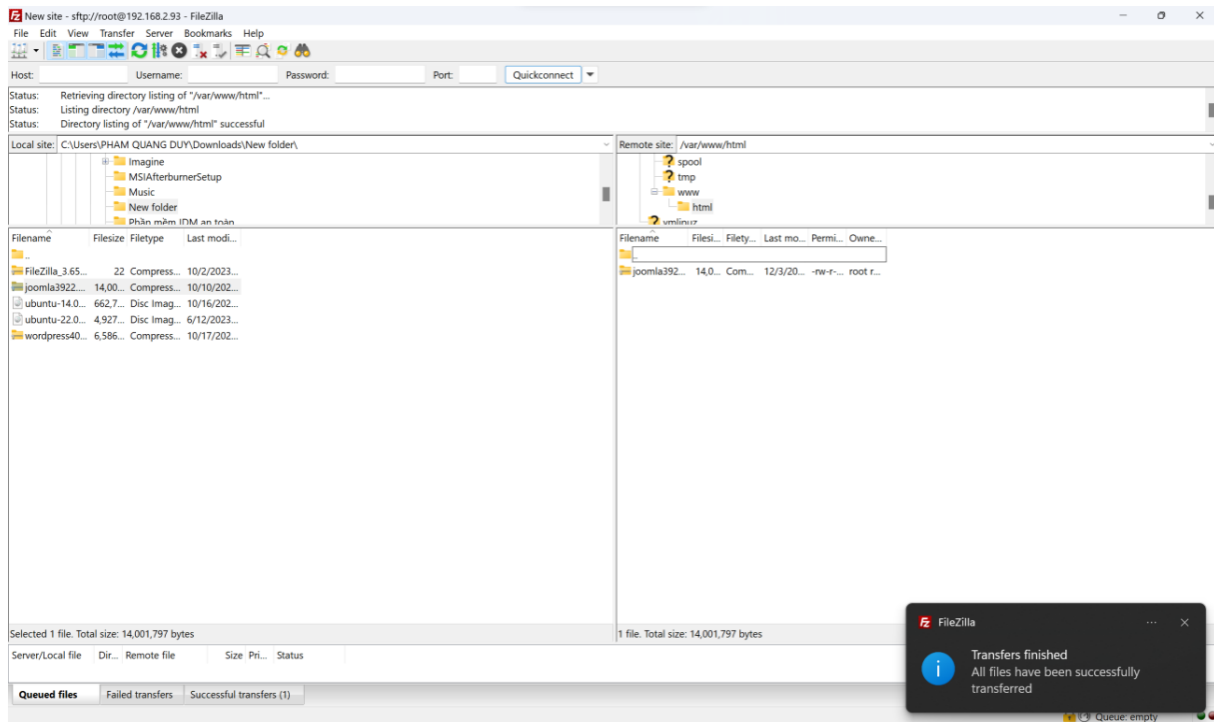 New site - sftp://root@192.168.2.93 - FileZilla
File Edit View Transfer Server Bookmarks Help
Host: Username: Password: Port: Quickconnect
Status: Retrieving directory listing of "/var/www/html"...
Status: Listing directory /var/www/html
Status: Directory listing of "/var/www/html" successful
Local site: C:\Users\PHAM QUANG DUY\Downloads\New folder\
Imagine
MSIAfterburnerSetup
Music
New folder
Phần mềm IDM an toàn
Filename Filesize Filetype Last modi...
..
FileZilla_3.65... 22 Compress... 10/2/2023...
joomla3922.... 14,00... Compress... 10/10/202...
ubuntu-14.0... 662,7... Disc Imag... 10/16/202...
ubuntu-22.0... 4,927... Disc Imag... 6/12/2023...
wordpress40... 6,586... Compress... 10/17/202...
Selected 1 file. Total size: 14,001,797 bytes
Remote site: /var/www/html
spool
tmp
www
html
vmlinuz
Filename Filesi... Filety... Last mo... Permi... Owne...
..
joomla392... 14,0... Com... 12/3/20... -rw-r-... root r...
1 file. Total size: 14,001,797 bytes
Server/Local file Dir... Remote file Size Pri... Status
Queued files Failed transfers Successful transfers (1)
FileZilla
Transfers finished
All files have been successfully
transferred
Queue: empty